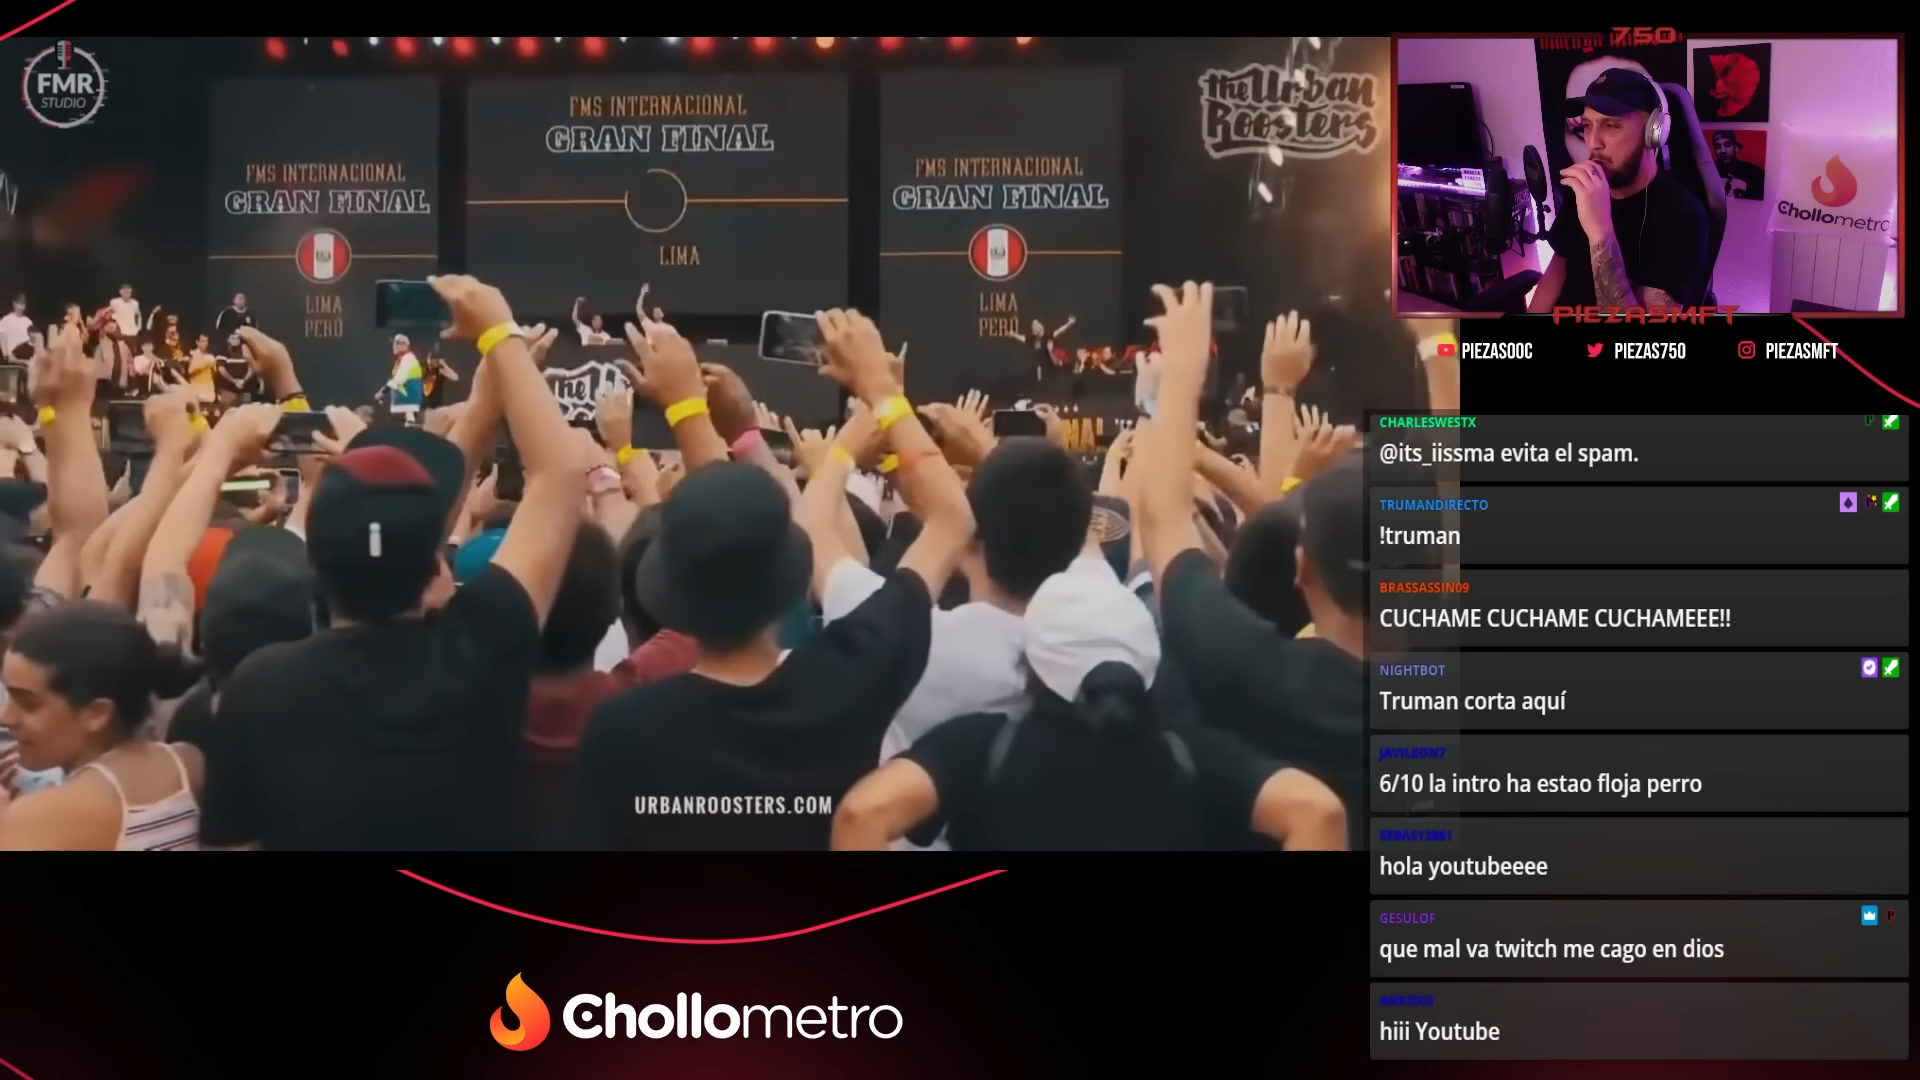 FMR
STUDIO
FMS INTERNACIONAL
GRAN FINAL
LIMA
PERÚ
FMS INTERNACIONAL
GRAN FINAL
LIMA
FMS INTERNACIONAL
GRAN FINAL
LIMA
PERÚ
the Urban
Roosters
the
URBANROOSTERS.COM
Chollometro
750
Chollometro
PIEZASMFT
PIEZASOOC
PIEZAS750
PIEZASMFT
CHARLESWESTX
@its_iissma evita el spam.
TRUMANDIRECTO
!truman
BRASSASSIN09
CUCHAME CUCHAME CUCHAMEEE!!
NIGHTBOT
Truman corta aquí
JAVILEON7
6/10 la intro ha estao floja perro
hola youtubeeee
GESULOF
que mal va twitch me cago en dios
hiii Youtube